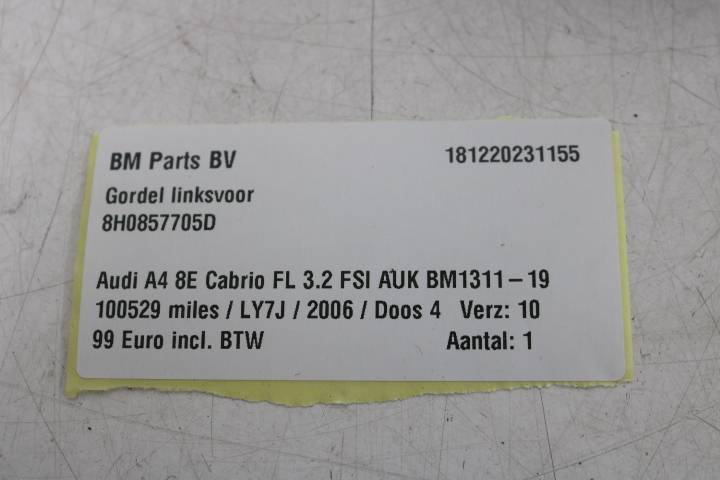 BM Parts BV 181220231155
Gordel linksvoor
8H0857705D
Audi A4 8E Cabrio FL 3.2 FSI AUK BM1311-19
100529 miles / LY7J / 2006 / Doos 4 Verz: 10
99 Euro incl. BTW Aantal: 1